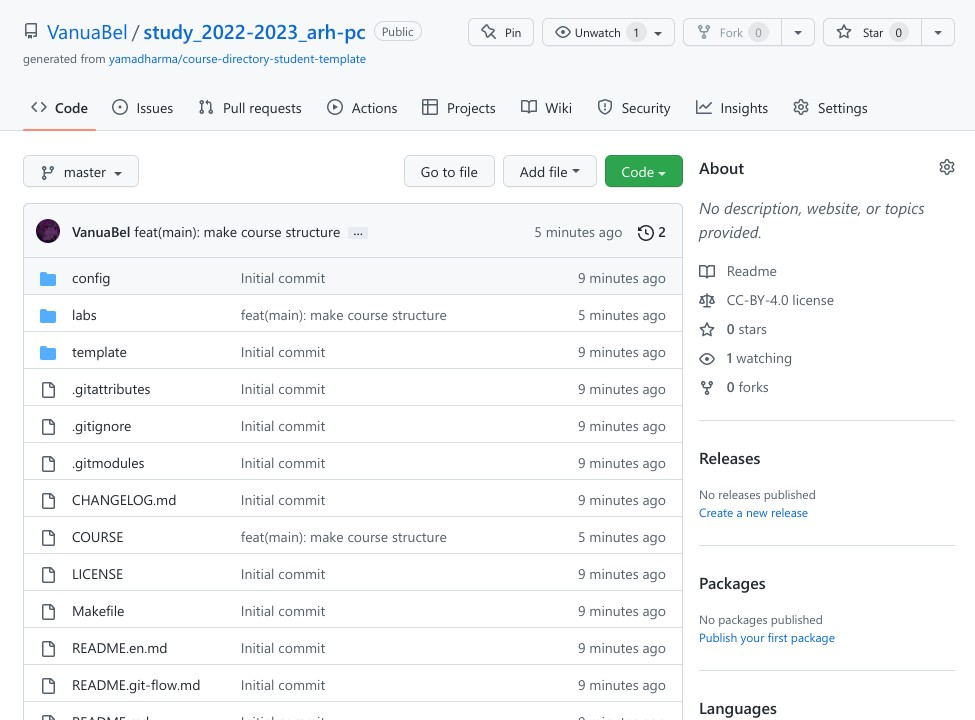 VanuaBel / study_2022-2023_arh-pc Public
Pin
Unwatch 1
Fork 0
Star 0
generated from yamadharma/course-directory-student-template
Code Issues Pull requests Actions Projects Wiki Security Insights Settings
master
Go to file
Add file
Code
VanuaBel feat(main): make course structure ... 5 minutes ago 2
config Initial commit 9 minutes ago
labs feat(main): make course structure 5 minutes ago
template Initial commit 9 minutes ago
.gitattributes Initial commit 9 minutes ago
.gitignore Initial commit 9 minutes ago
.gitmodules Initial commit 9 minutes ago
CHANGELOG.md Initial commit 9 minutes ago
COURSE feat(main): make course structure 5 minutes ago
LICENSE Initial commit 9 minutes ago
Makefile Initial commit 9 minutes ago
README.en.md Initial commit 9 minutes ago
README.git-flow.md Initial commit 9 minutes ago
About
No description, website, or topics
provided.
Readme
CC-BY-4.0 license
0 stars
1 watching
0 forks
Releases
No releases published
Create a new release
Packages
No packages published
Publish your first package
Languages